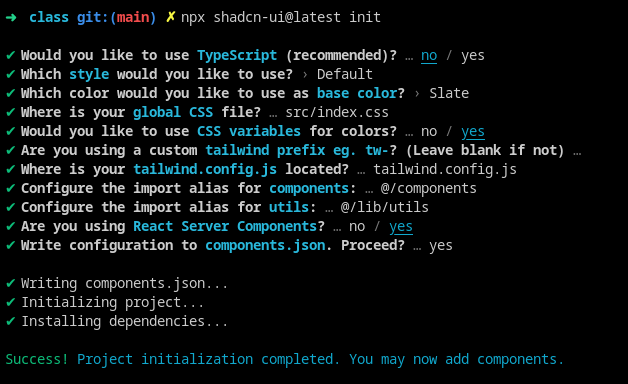 ➜ class git:(main) ✗ npx shadcn-ui@latest init
✔ Would you like to use TypeScript (recommended)? … no / yes
✔ Which style would you like to use? › Default
✔ Which color would you like to use as base color? › Slate
✔ Where is your global CSS file? … src/index.css
✔ Would you like to use CSS variables for colors? … no / yes
✔ Are you using a custom tailwind prefix eg. tw-? (Leave blank if not) …
✔ Where is your tailwind.config.js located? … tailwind.config.js
✔ Configure the import alias for components: … @/components
✔ Configure the import alias for utils: … @/lib/utils
✔ Are you using React Server Components? … no / yes
✔ Write configuration to components.json. Proceed? … yes
✔ Writing components.json...
✔ Initializing project...
✔ Installing dependencies...
Success! Project initialization completed. You may now add components.